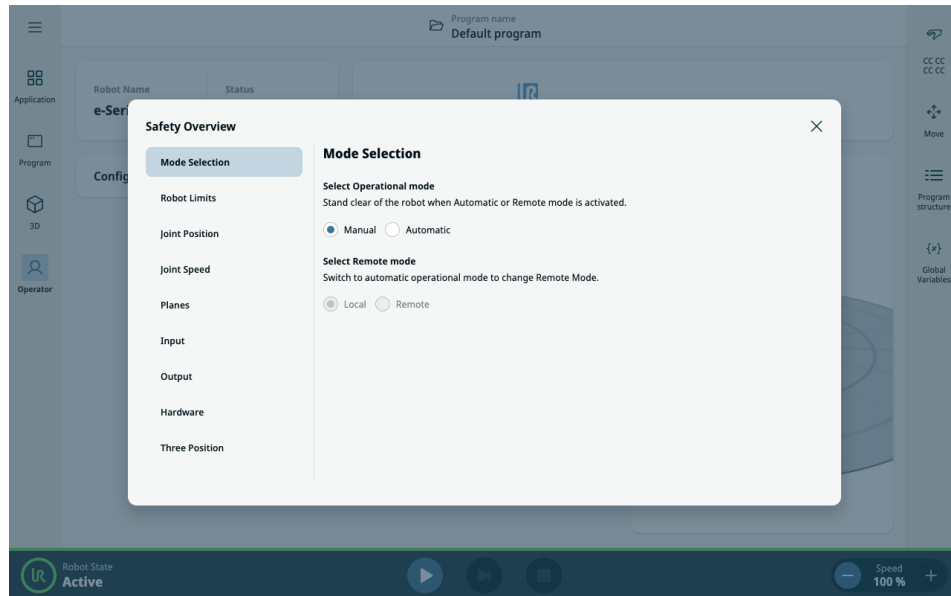 Program name
Default program
Application
Program
3D
Operator
Robot Name
Status
e-Seri
Config
Safety Overview
Mode Selection
Robot Limits
Joint Position
Joint Speed
Planes
Input
Output
Hardware
Three Position
Mode Selection
Select Operational mode
Stand clear of the robot when Automatic or Remote mode is activated.
Manual Automatic
Select Remote mode
Switch to automatic operational mode to change Remote Mode.
Local Remote
CC CC
CC CC
Move
Program
structure
{x}
Global
Variables
Robot State
Active
Speed
100 %